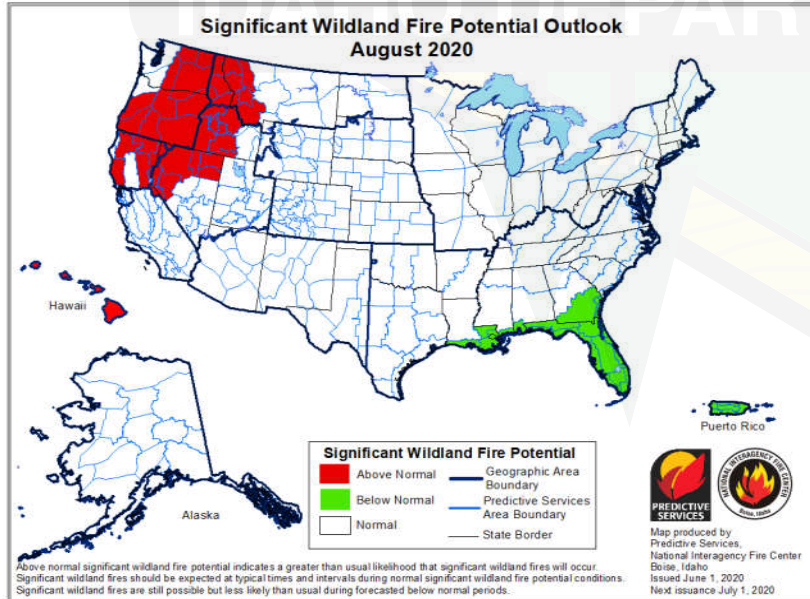 IDAHO DEPAR
Significant Wildland Fire Potential Outlook
August 2020
Hawaii
Alaska
Puerto Rico
Significant Wildland Fire Potential
Above Normal
Below Normal
Normal
Geographic Area
Boundary
Predictive Services
Area Boundary
State Border
PREDICTIVE
SERVICES
NATIONAL INTERAGENCY FIRE CENTER
Boise, Idaho
Map produced by
Predictive Services,
National Interagency Fire Center
Boise, Idaho
Issued June 1, 2020
Next issuance July 1, 2020
Above normal significant wildland fire potential indicates a greater than usual likelihood that significant wildland fires will occur.
Significant wildland fires should be expected at typical times and intervals during normal significant wildland fire potential conditions.
Significant wildland fires are still possible but less likely than usual during forecasted below normal periods.